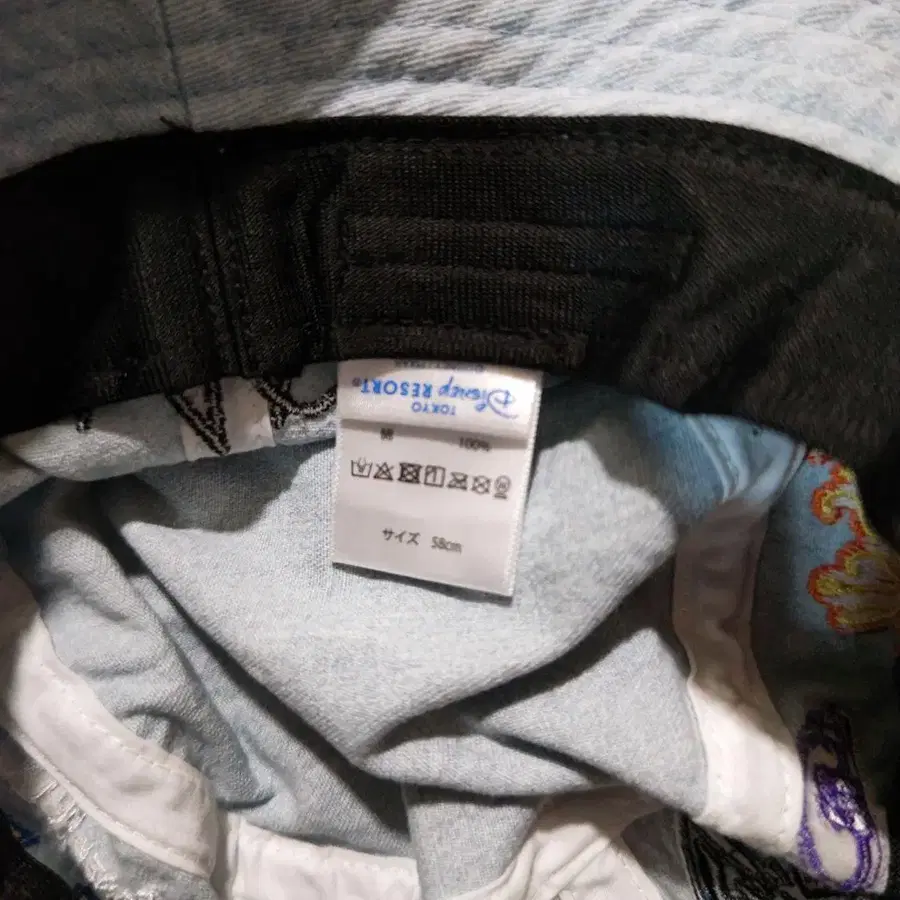 TOKYO
Disney RESORT®
綿 100%
サイズ 58cm